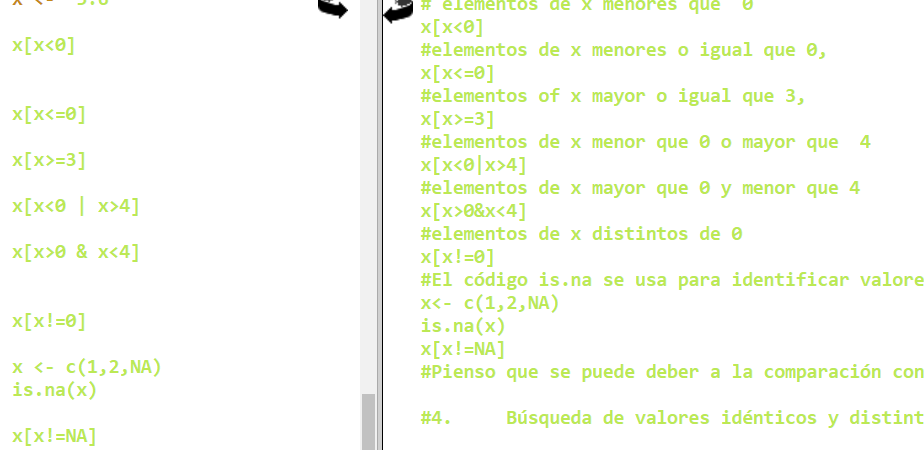 x[x<0]
x[x<=0]
x[x>=3]
x[x<0 | x>4]
x[x>0 & x<4]
x[x!=0]
x <- c(1,2,NA)
is.na(x)
x[x!=NA]
# elementos de x menores que  0
x[x<0]
#elementos de x menores o igual que 0,
x[x<=0]
#elementos of x mayor o igual que 3,
x[x>=3]
#elementos de x menor que 0 o mayor que  4
x[x<0|x>4]
#elementos de x mayor que 0 y menor que 4
x[x>0&x<4]
#elementos de x distintos de 0
x[x!=0]
#El código is.na se usa para identificar valore
x<- c(1,2,NA)
is.na(x)
x[x!=NA]
#Pienso que se puede deber a la comparación con
#4.     Búsqueda de valores idénticos y distint